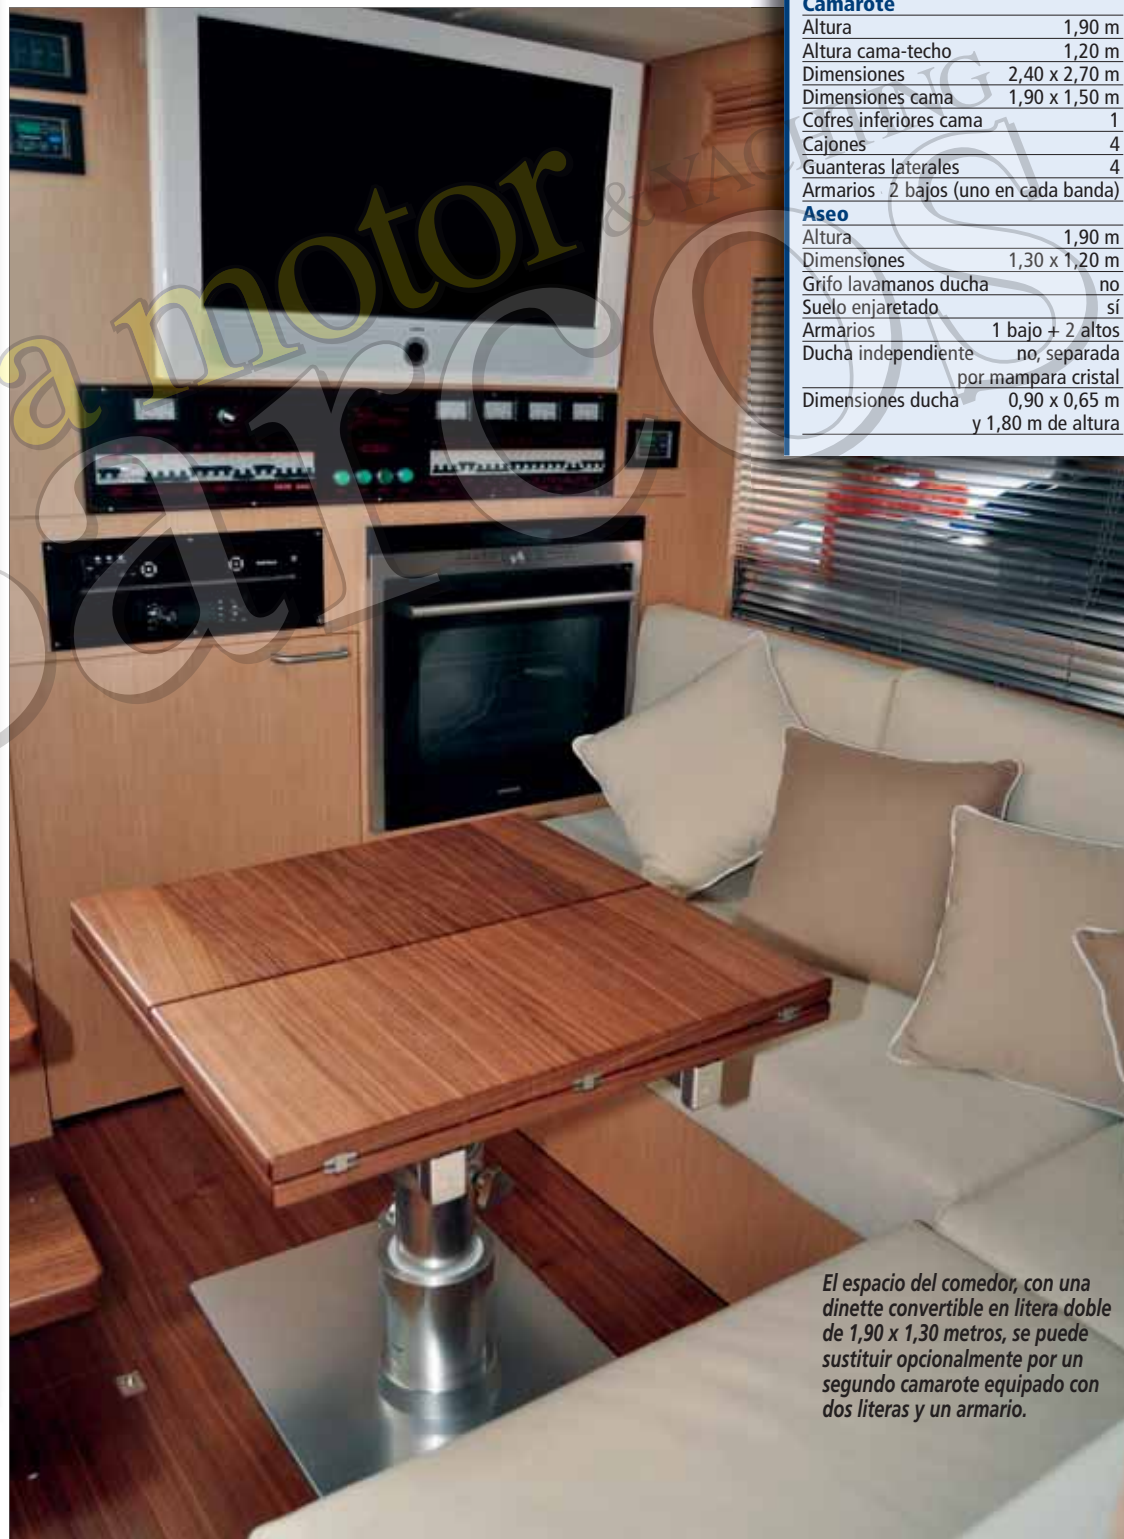 Camarote
Altura 1,90 m
Altura cama-techo 1,20 m
Dimensiones 2,40 x 2,70 m
Dimensiones cama 1,90 x 1,50 m
Cofres inferiores cama 1
Cajones 4
Guanteras laterales 4
Armarios 2 bajos (uno en cada banda)
Aseo
Altura 1,90 m
Dimensiones 1,30 x 1,20 m
Grifo lavamanos ducha no
Suelo enjaretado sí
Armarios 1 bajo + 2 altos
Ducha independiente no, separada
por mampara cristal
Dimensiones ducha 0,90 x 0,65 m
y 1,80 m de altura
a motor & YACHTING
barcos
El espacio del comedor, con una
dinette convertible en litera doble
de 1,90 x 1,30 metros, se puede
sustituir opcionalmente por un
segundo camarote equipado con
dos literas y un armario.